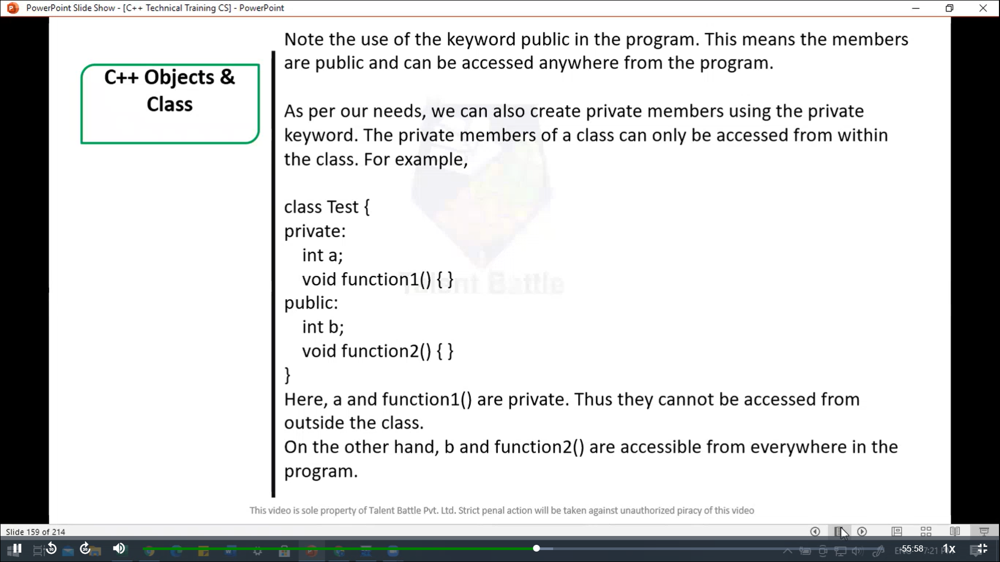 PowerPoint Slide Show - [C++ Technical Training CS] - PowerPoint
C++ Objects &
Class
Note the use of the keyword public in the program. This means the members
are public and can be accessed anywhere from the program.
As per our needs, we can also create private members using the private
keyword. The private members of a class can only be accessed from within
the class. For example,
class Test {
private:
int a;
void function1() { }
public:
int b;
void function2() { }
}
Here, a and function1() are private. Thus they cannot be accessed from
outside the class.
On the other hand, b and function2() are accessible from everywhere in the
program.
Talent Battle
This video is sole property of Talent Battle Pvt. Ltd. Strict penal action will be taken against unauthorized piracy of this video
Slide 159 of 214
10
30
-55:58
1x